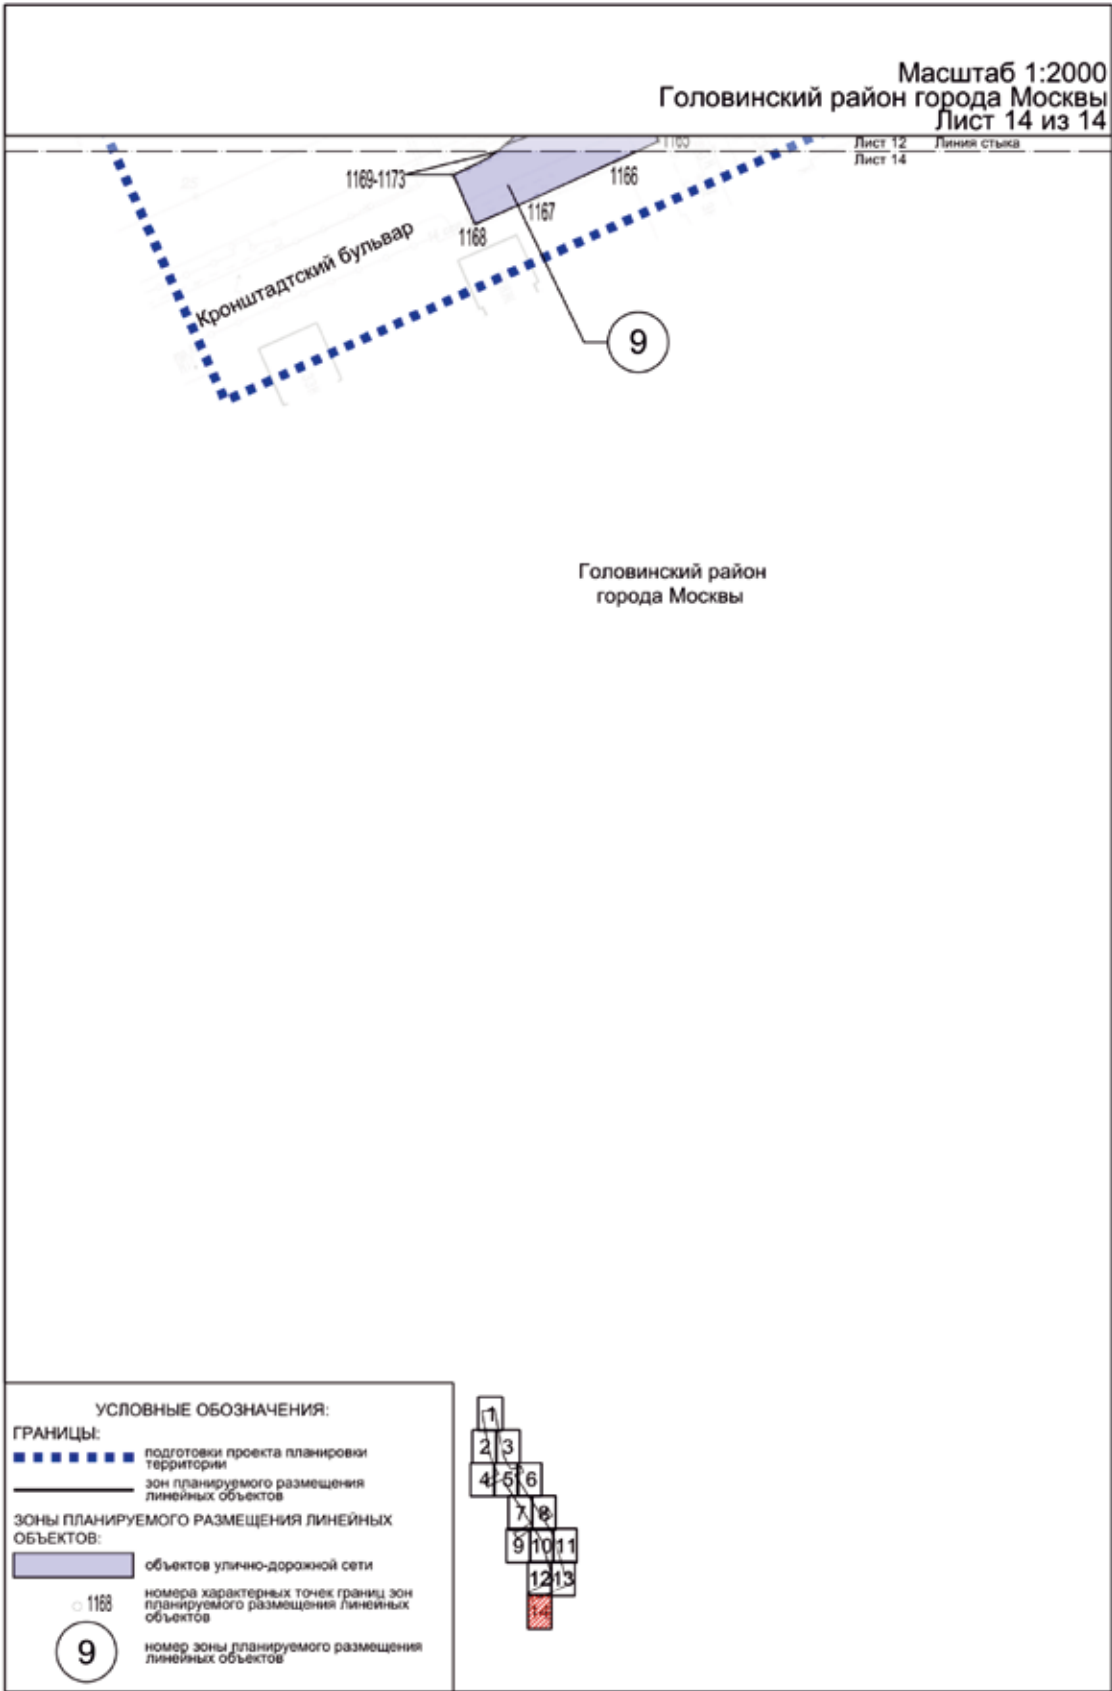 Масштаб 1:2000
Головинский район города Москвы
Лист 14 из 14
Лист 12 Линия стыка
Лист 14
1165
1169-1173
1166
1167
1168
Кронштадтский бульвар
9
Головинский район
города Москвы
УСЛОВНЫЕ ОБОЗНАЧЕНИЯ:
ГРАНИЦЫ:
подготовки проекта планировки
территории
зон планируемого размещения
линейных объектов
ЗОНЫ ПЛАНИРУЕМОГО РАЗМЕЩЕНИЯ ЛИНЕЙНЫХ
ОБЪЕКТОВ:
объектов улично-дорожной сети
1168
номера характерных точек границ зон
планируемого размещения линейных
объектов
9
номер зоны планируемого размещения
линейных объектов
1
2 3
4 5 6
7 8
9 10 11
12 13
14